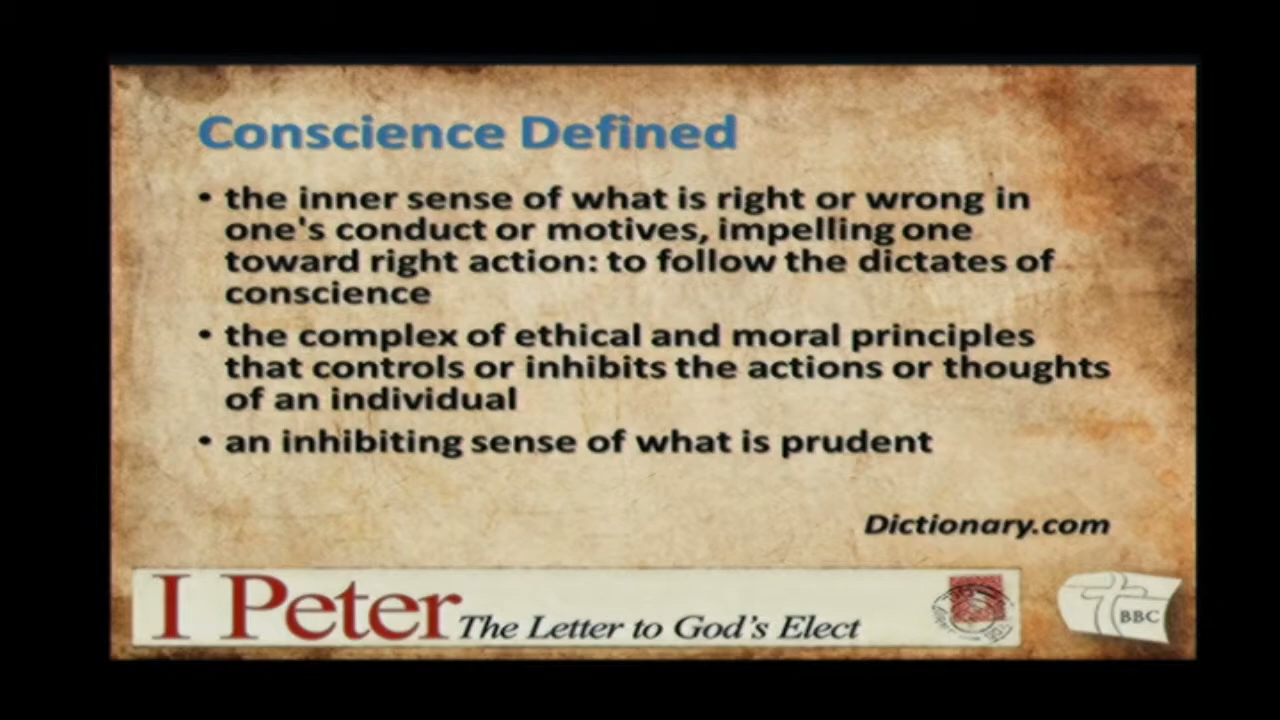 Conscience Defined
• the inner sense of what is right or wrong in
one's conduct or motives, impelling one
toward right action: to follow the dictates of
conscience
• the complex of ethical and moral principles
that controls or inhibits the actions or thoughts
of an individual
• an inhibiting sense of what is prudent
Dictionary.com
I Peter The Letter to God's Elect
BBC